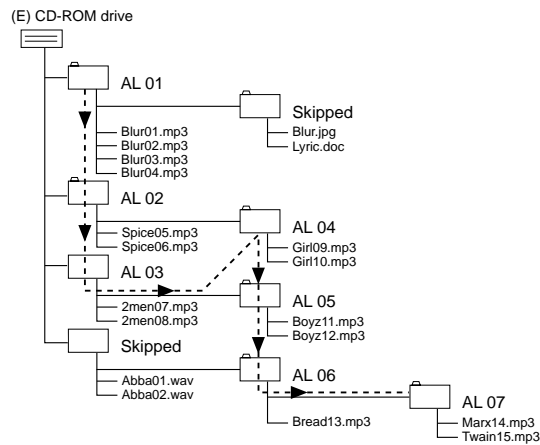 (E) CD-ROM drive
AL 01
Skipped
Blur01.mp3
Blur02.mp3
Blur03.mp3
Blur04.mp3
Blur.jpg
Lyric.doc
AL 02
AL 04
Spice05.mp3
Spice06.mp3
Girl09.mp3
Girl10.mp3
AL 03
AL 05
2men07.mp3
2men08.mp3
Boyz11.mp3
Boyz12.mp3
Skipped
AL 06
Abba01.wav
Abba02.wav
AL 07
Bread13.mp3
Marx14.mp3
Twain15.mp3